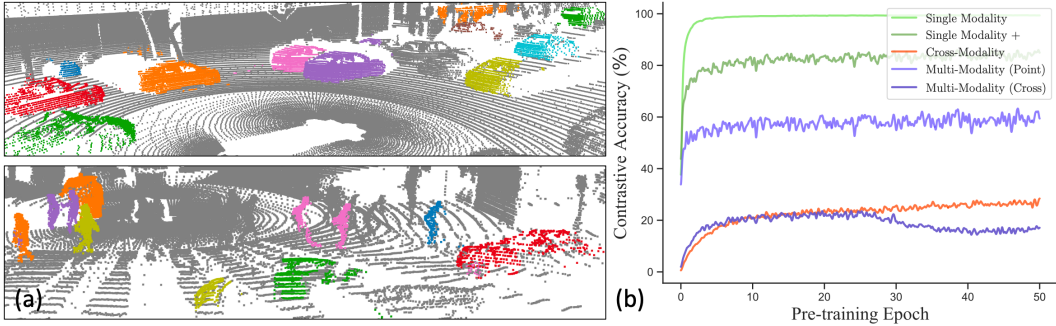 (a)
(b)
Contrastive Accuracy (%)
100
80
60
40
20
0
Single Modality
Single Modality +
Cross-Modality
Multi-Modality (Point)
Multi-Modality (Cross)
0 10 20 30 40 50
Pre-training Epoch